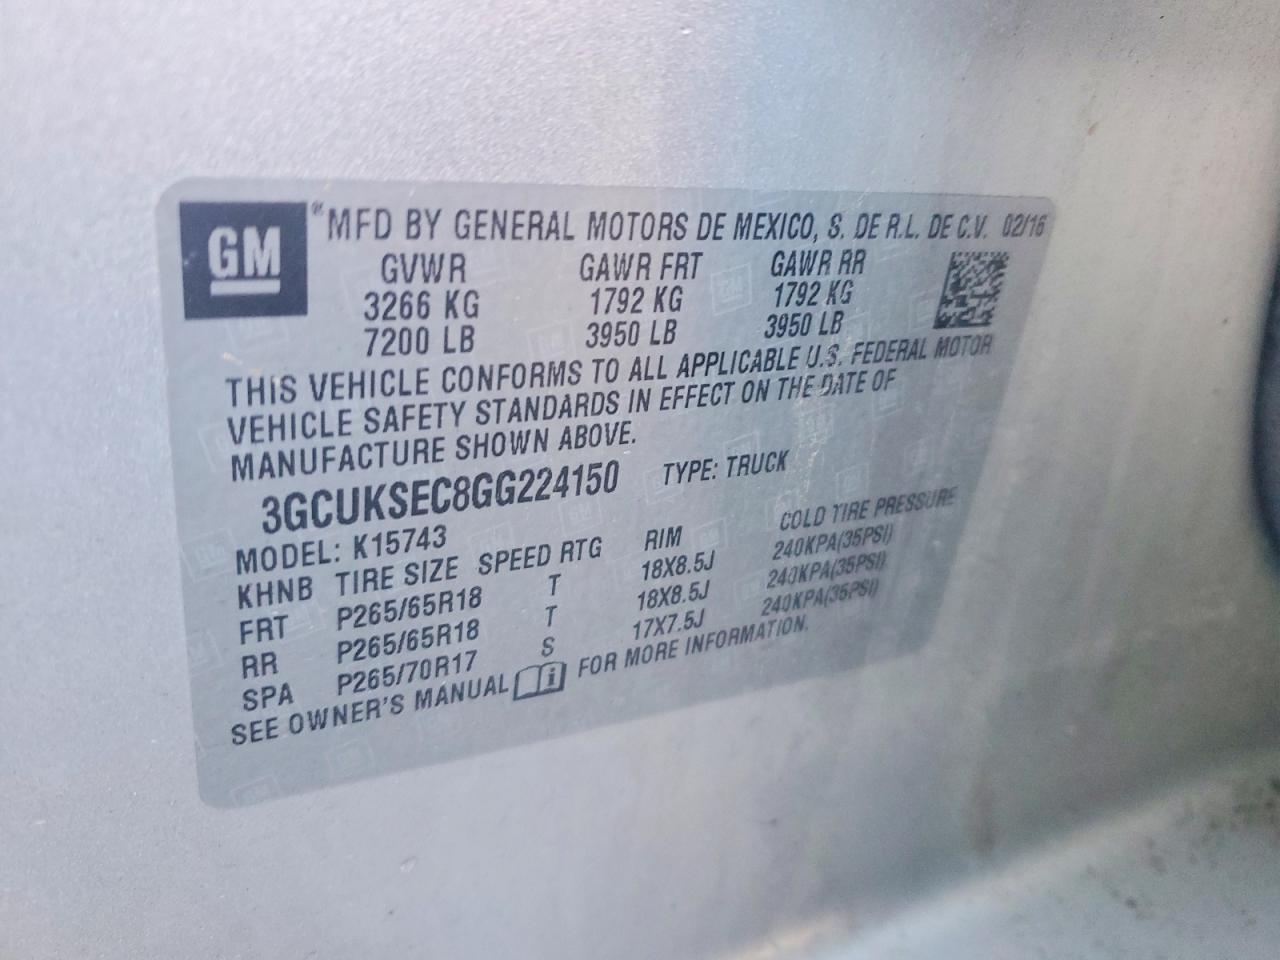 GM
®MFD BY GENERAL MOTORS DE MEXICO, S. DE R.L. DE C.V. 02/16
GVWR GAWR FRT GAWR RR
3266 KG 1792 KG 1792 KG
7200 LB 3950 LB 3950 LB
THIS VEHICLE CONFORMS TO ALL APPLICABLE U.S. FEDERAL MOTOR
VEHICLE SAFETY STANDARDS IN EFFECT ON THE DATE OF
MANUFACTURE SHOWN ABOVE.
3GCUKSEC8GG224150 TYPE: TRUCK
MODEL: K15743
KHNB TIRE SIZE SPEED RTG RIM COLD TIRE PRESSURE
FRT P265/65R18 T 18X8.5J 240KPA(35PSI)
RR P265/65R18 T 18X8.5J 240KPA(35PSI)
SPA P265/70R17 S 17X7.5J 240KPA(35PSI)
SEE OWNER'S MANUAL i FOR MORE INFORMATION.